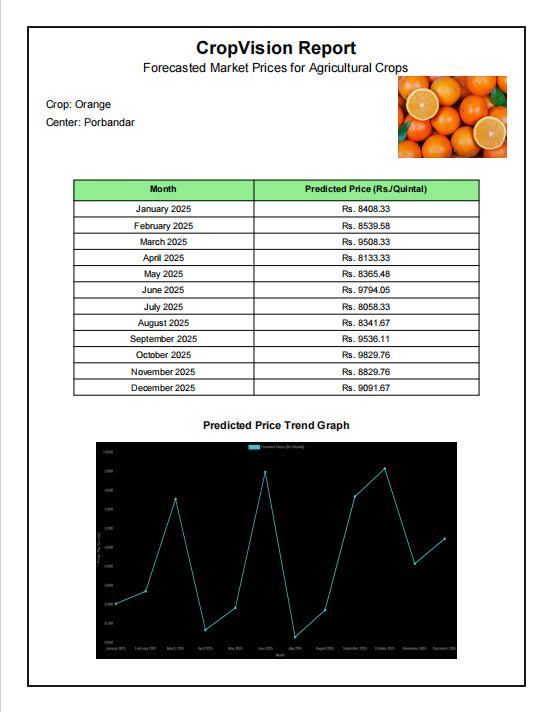 CropVision Report
Forecasted Market Prices for Agricultural Crops
Crop: Orange
Center: Porbandar
Month Predicted Price (Rs./Quintal)
January 2025 Rs. 8408.33
February 2025 Rs. 8539.58
March 2025 Rs. 9508.33
April 2025 Rs. 8133.33
May 2025 Rs. 8365.48
June 2025 Rs. 9794.05
July 2025 Rs. 8058.33
August 2025 Rs. 8341.67
September 2025 Rs. 9536.11
October 2025 Rs. 9829.76
November 2025 Rs. 8829.76
December 2025 Rs. 9091.67
Predicted Price Trend Graph
Predicted Price (Rs./Quintal)
January 2025 February 2025 March 2025 April 2025 May 2025 June 2025 July 2025 August 2025 September 2025 October 2025 November 2025 December 2025
Month